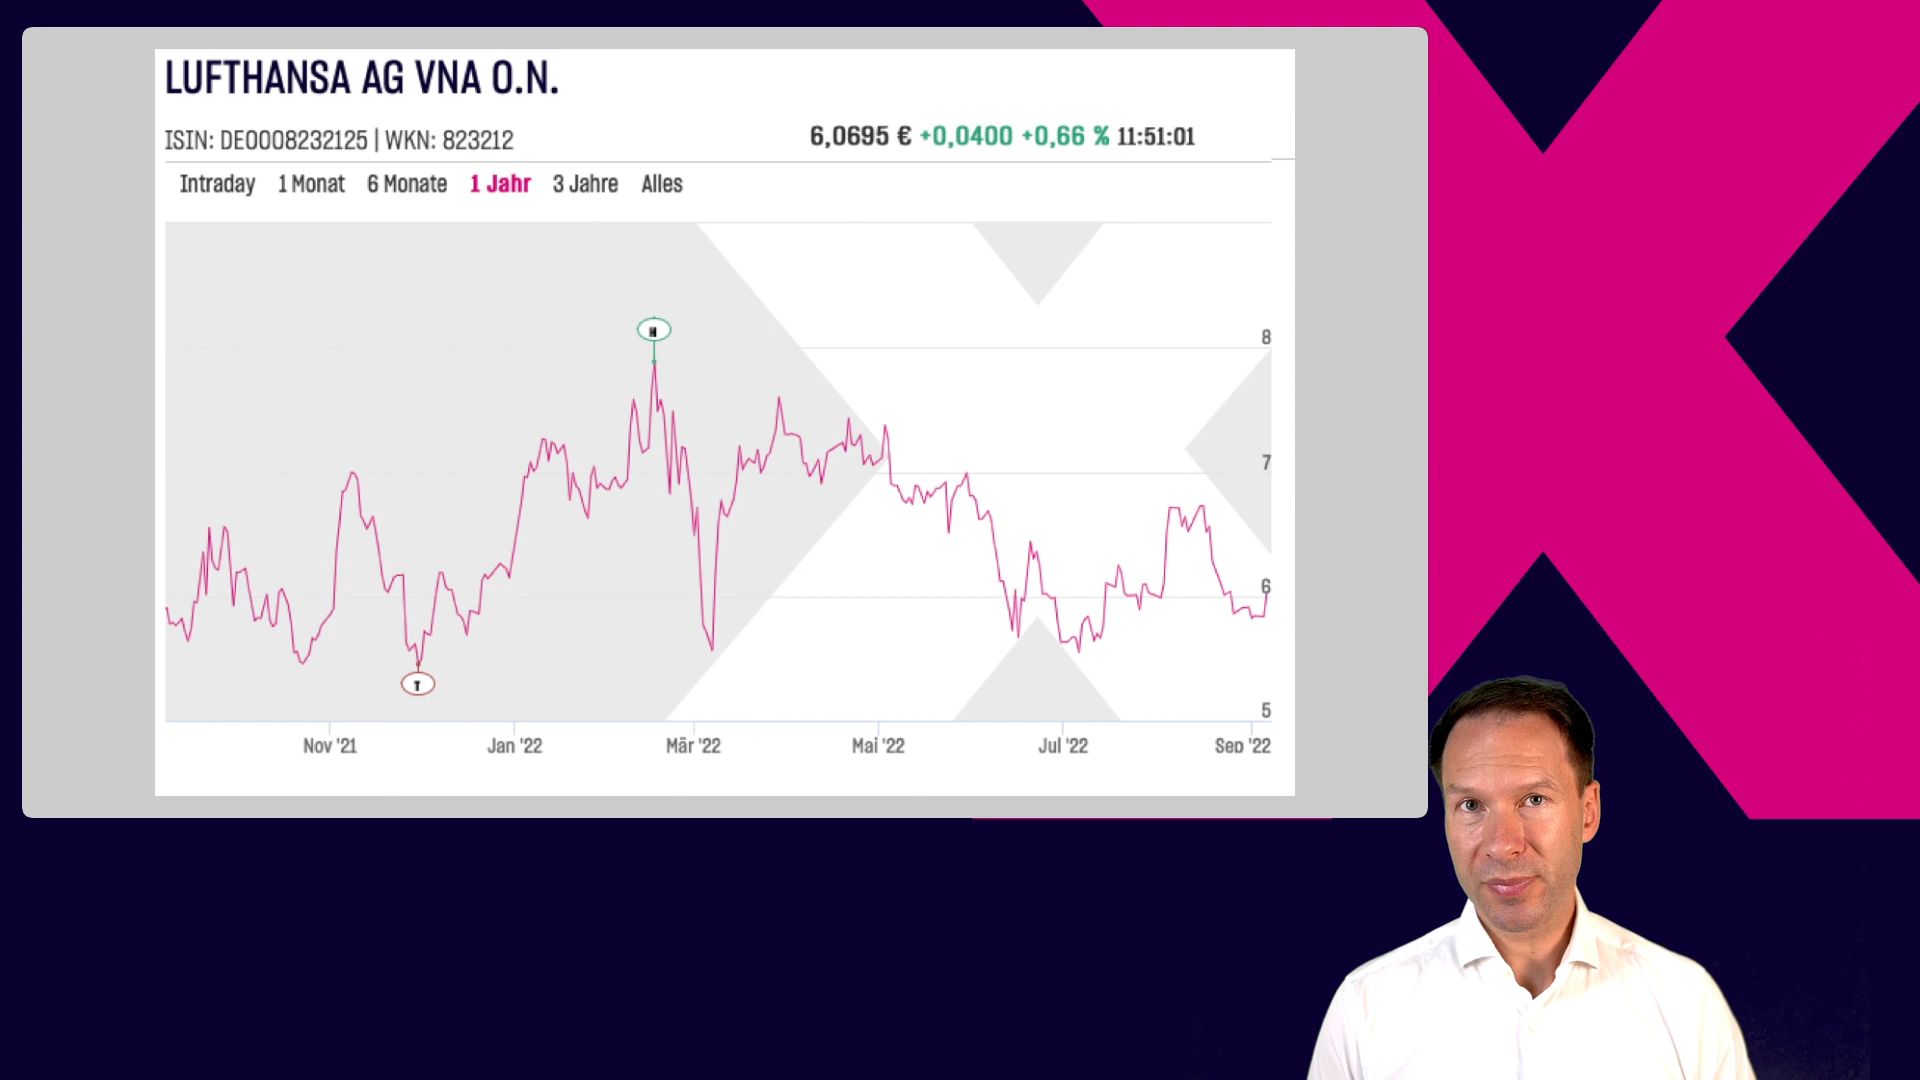 LUFTHANSA AG VNA O.N.
ISIN: DE0008232125 | WKN: 823212
6,0695 € +0,0400 +0,66 % 11:51:01
Intraday 1 Monat 6 Monate 1 Jahr 3 Jahre Alles
H
8
7
6
T
5
Nov '21 Jan '22 Mär '22 Mai '22 Jul '22 Sep '22